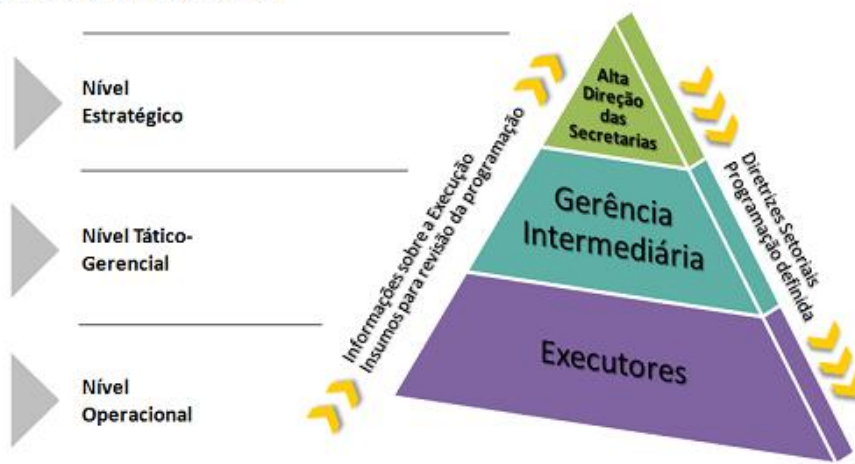 Nível
Estratégico
Nível Tático-
Gerencial
Nível
Operacional
Informações sobre a Execução
Insumos para revisão da programação
Alta
Direção
das
Secretarias
Gerência
Intermediária
Executores
Diretrizes Setoriais
Programação definida